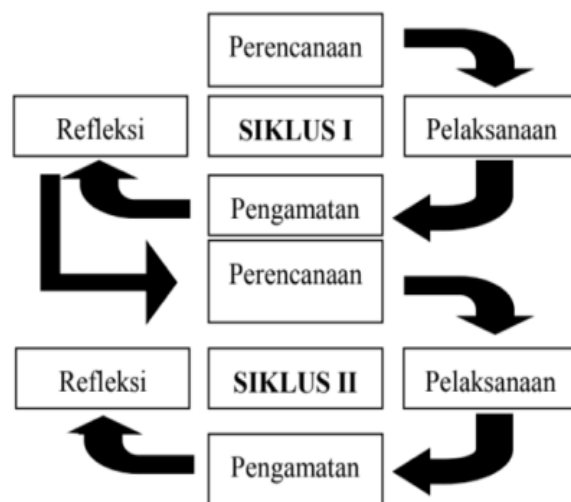 Perencanaan
Refleksi
SIKLUS I
Pelaksanaan
Pengamatan
Perencanaan
Refleksi
SIKLUS II
Pelaksanaan
Pengamatan